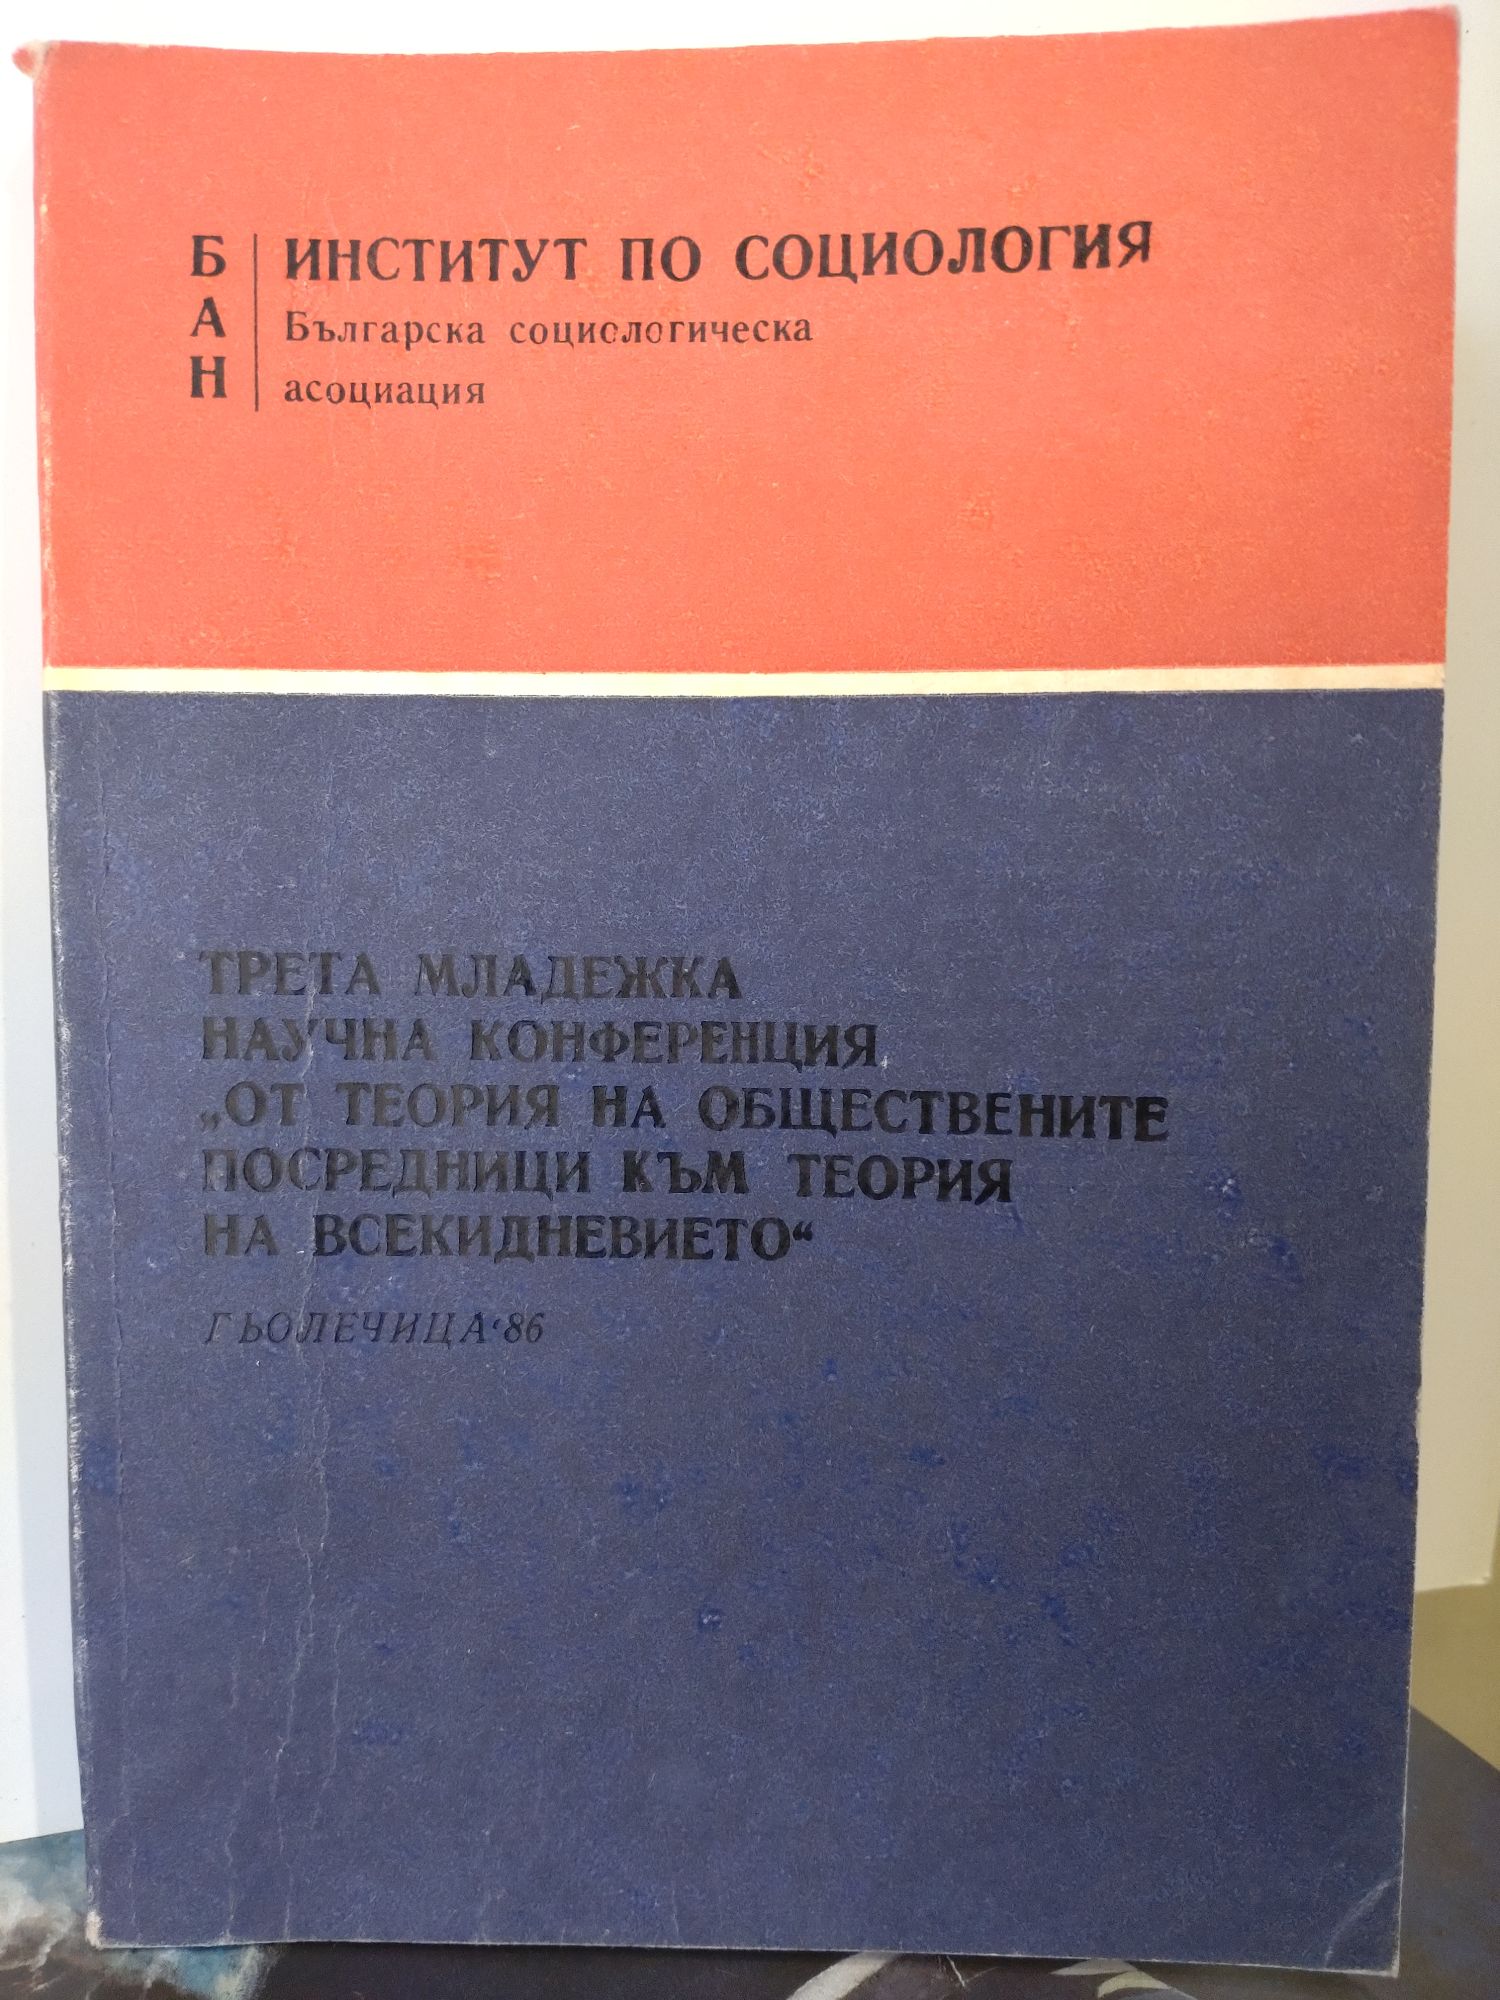 БАН
ИНСТИТУТ ПО СОЦИОЛОГИЯ
Българска социологическа
асоциация
ТРЕТА МЛАДЕЖКА
НАУЧНА КОНФЕРЕНЦИЯ
„ОТ ТЕОРИЯ НА ОБЩЕСТВЕНИТЕ
ПОСРЕДНИЦИ КЪМ ТЕОРИЯ
НА ВСЕКИДНЕВИЕТО“
ГЬОЛЕЧИЦА‘86